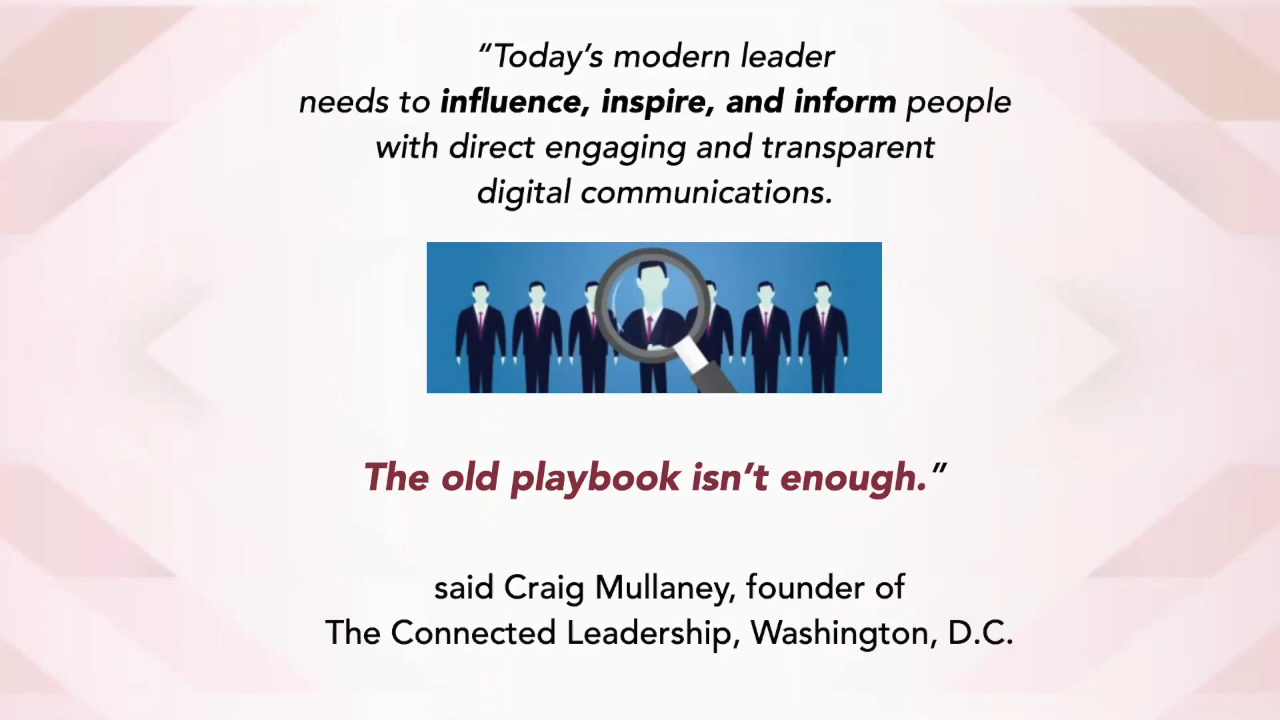 “Today’s modern leader
needs to influence, inspire, and inform people
with direct engaging and transparent
digital communications.
The old playbook isn’t enough.”
said Craig Mullaney, founder of
The Connected Leadership, Washington, D.C.